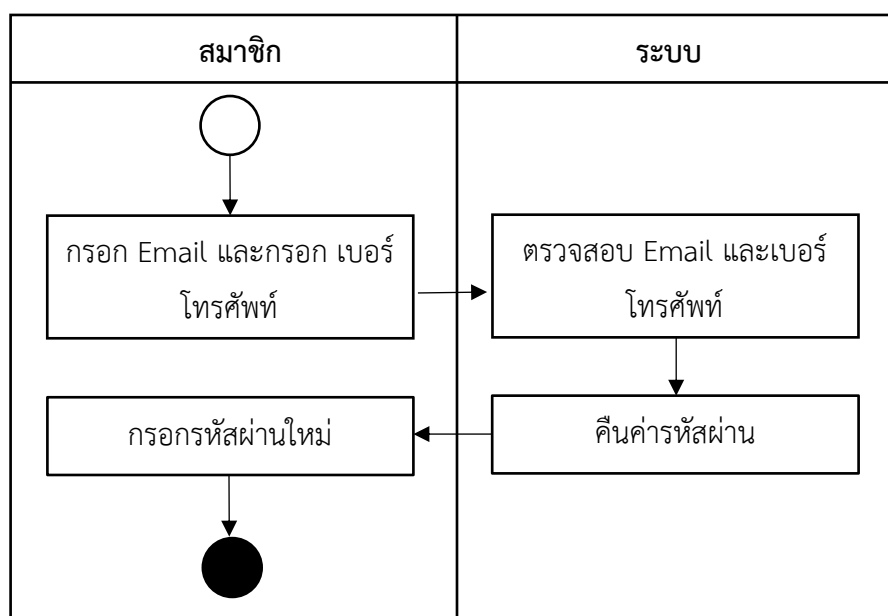 สมาชิก
ระบบ
กรอก Email และกรอก เบอร์
โทรศัพท์
ตรวจสอบ Email และเบอร์
โทรศัพท์
กรอกรหัสผ่านใหม่
คืนค่ารหัสผ่าน